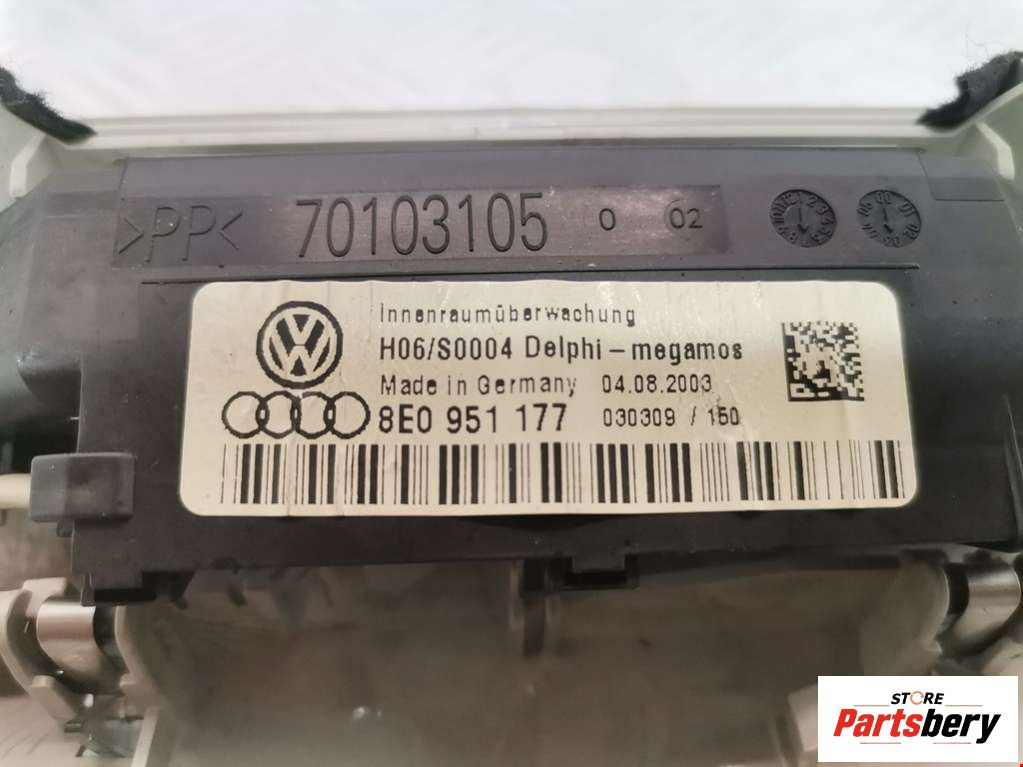 >PP< 70103105 0 02
Innenraumüberwachung
H06/S0004 Delphi-megamos
Made in Germany 04.08.2003
8E0 951 177 030309 / 150
STORE
Partsbery